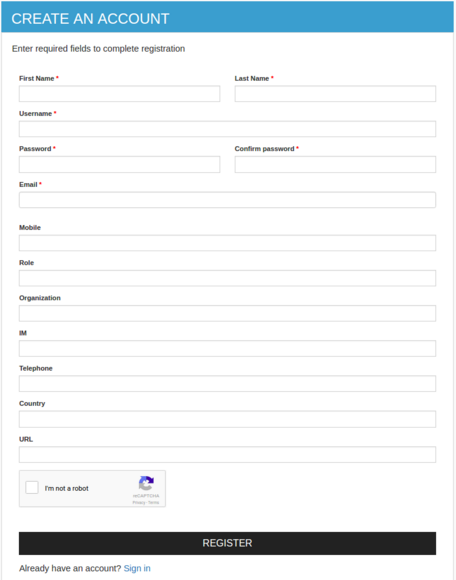 CREATE AN ACCOUNT
Enter required fields to complete registration
First Name * Last Name *
Username *
Password * Confirm password *
Email *
Mobile
Role
Organization
IM
Telephone
Country
URL
I'm not a robot
reCAPTCHA
Privacy - Terms
REGISTER
Already have an account? Sign in